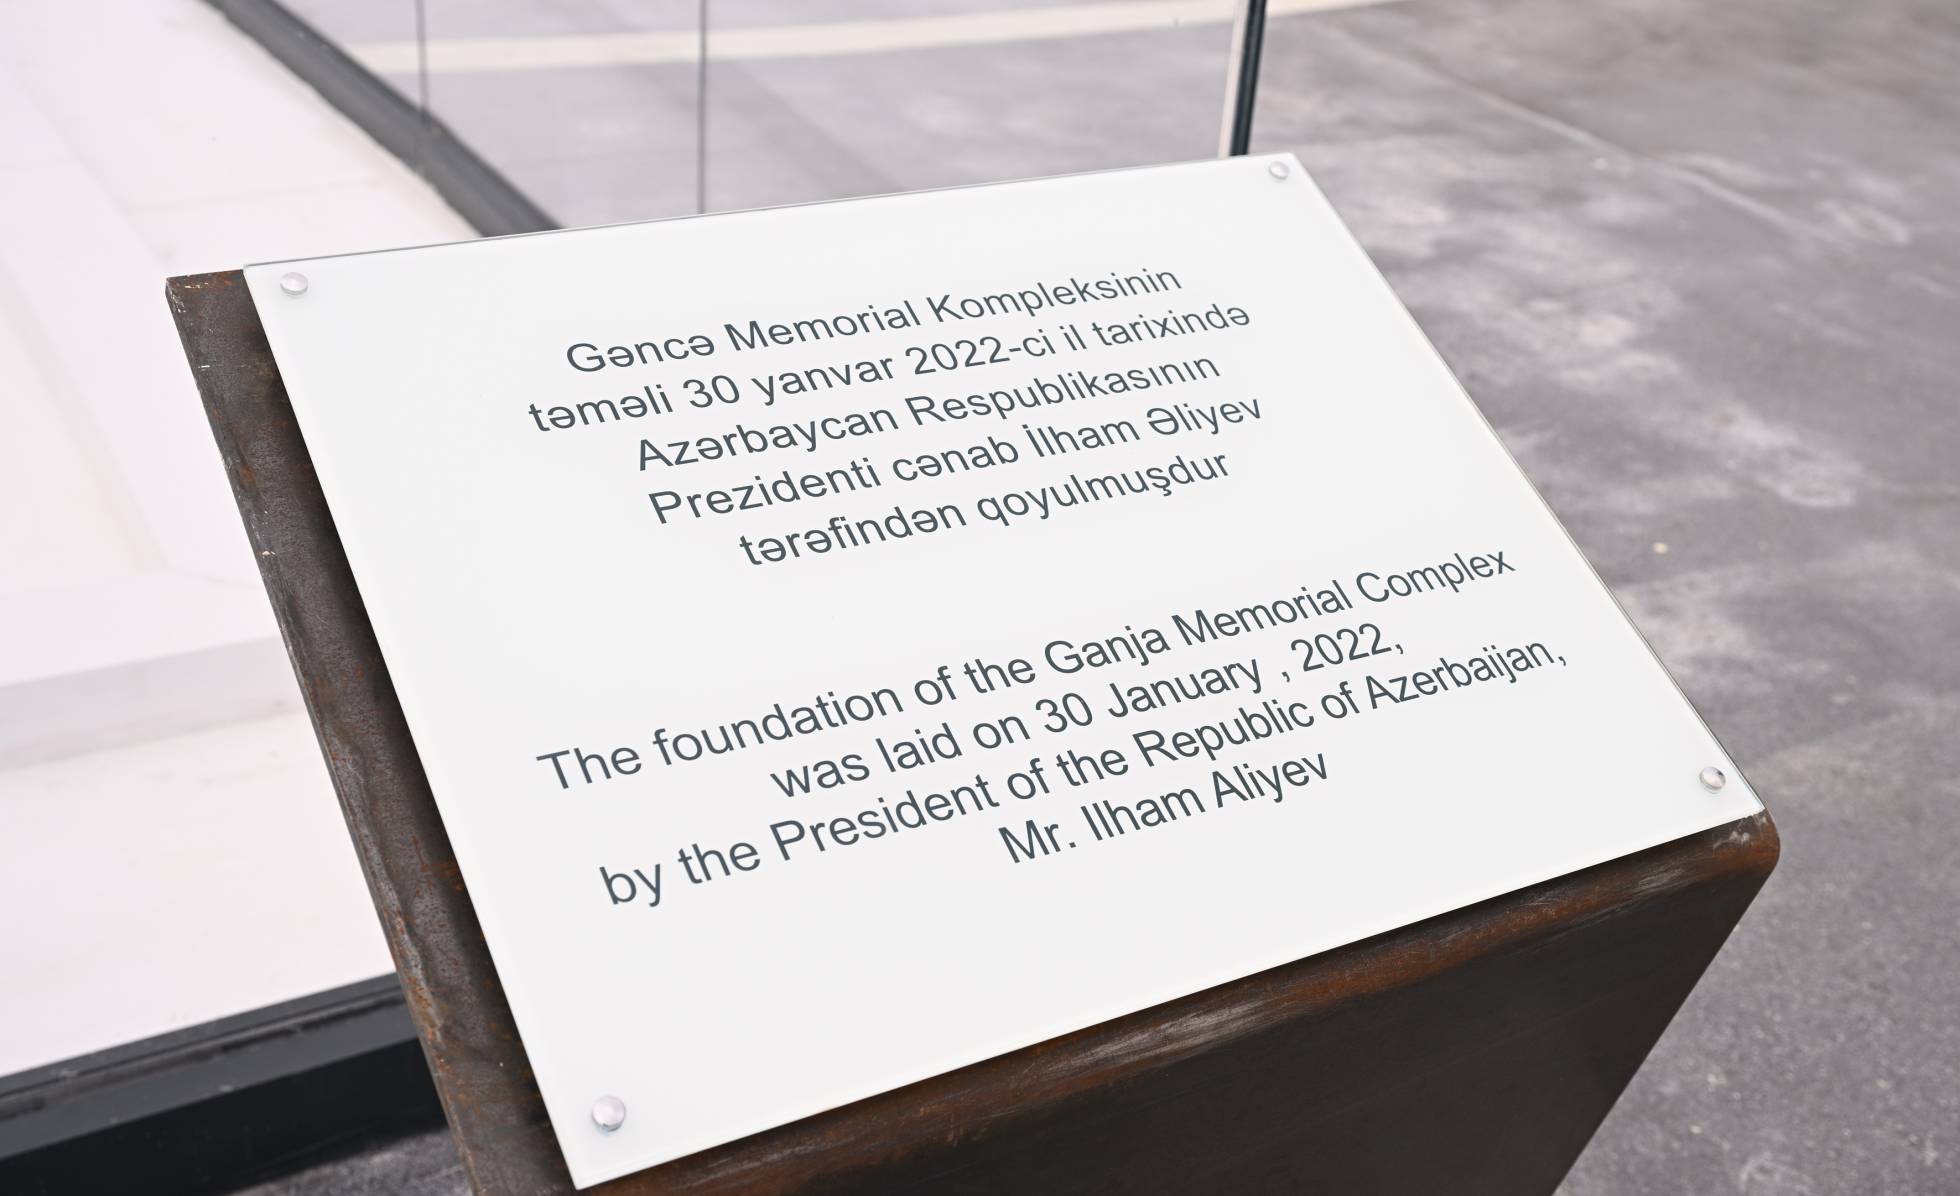 Gəncə Memorial Kompleksinin
təməli 30 yanvar 2022-ci il tarixində
Azərbaycan Respublikasının
Prezidenti cənab İlham Əliyev
tərəfindən qoyulmuşdur
The foundation of the Ganja Memorial Complex
was laid on 30 January , 2022,
by the President of the Republic of Azerbaijan,
Mr. Ilham Aliyev